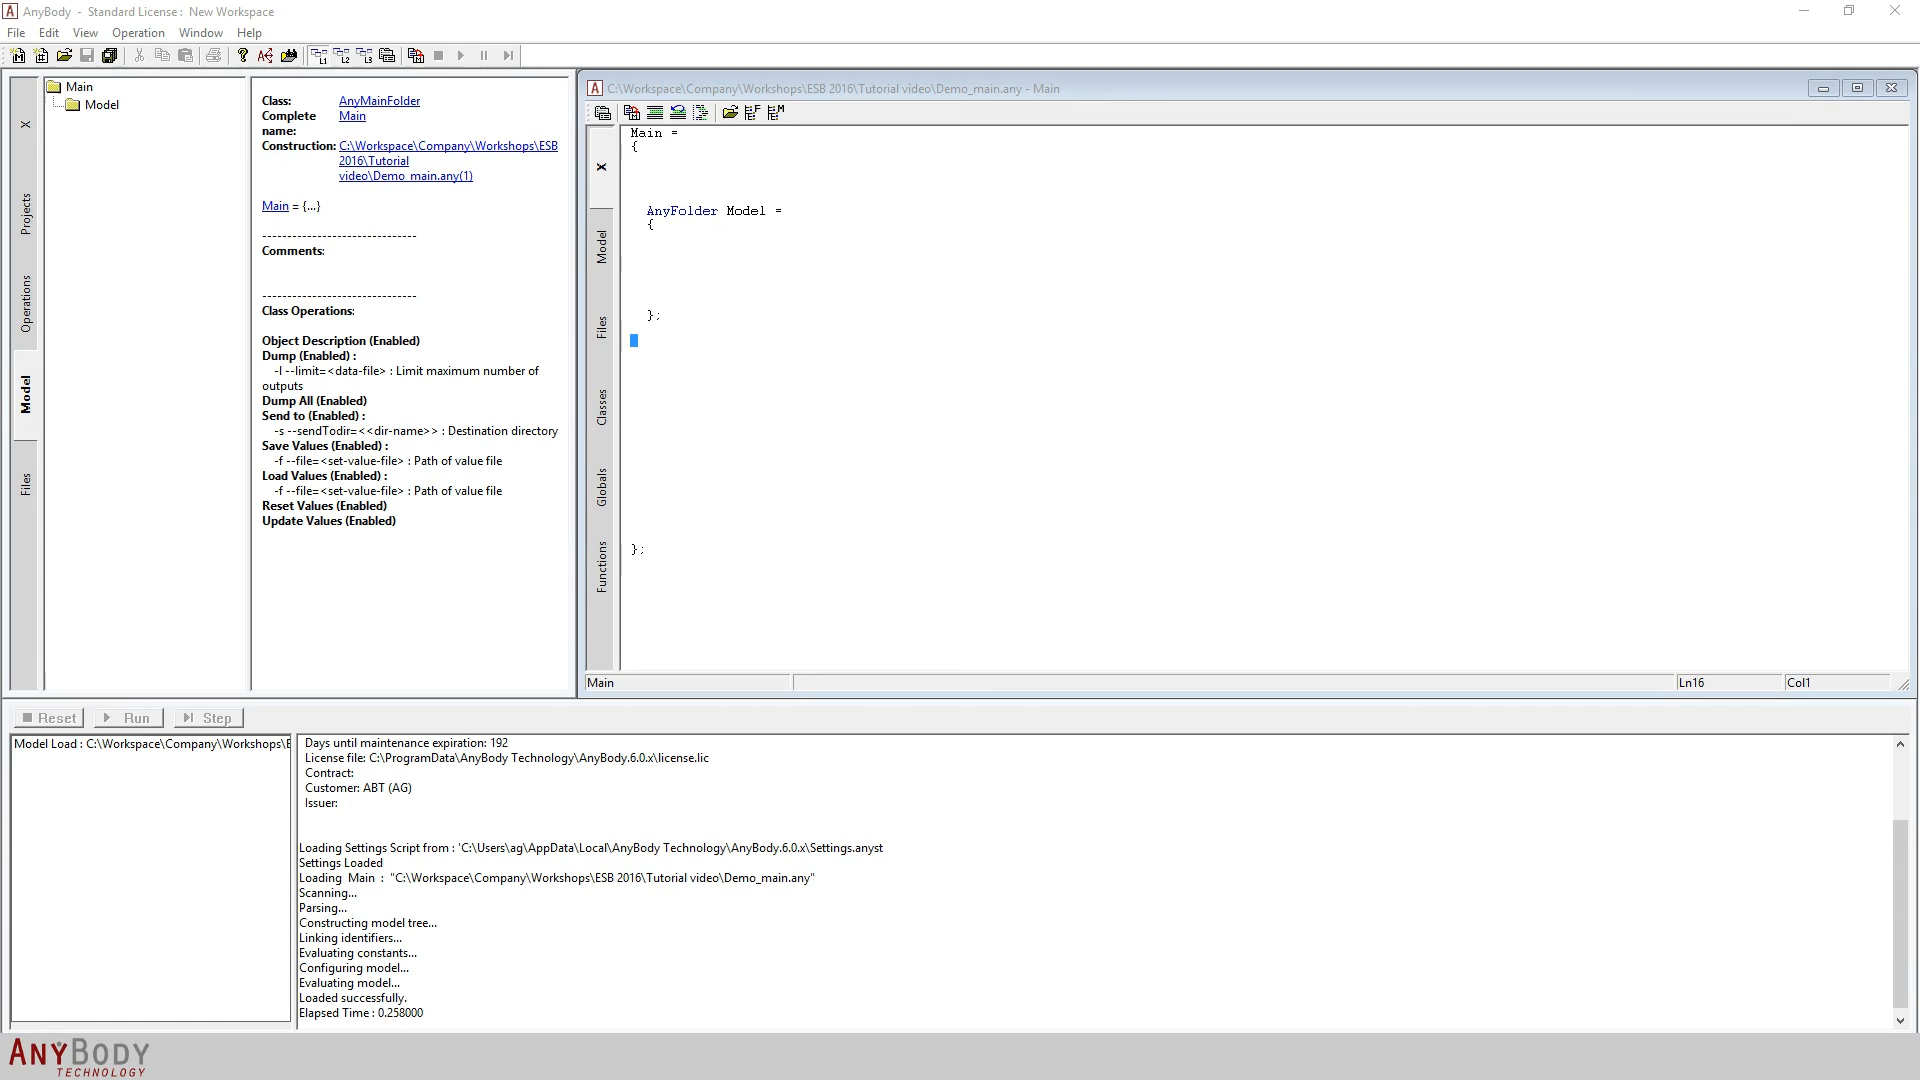 AnyBody - Standard License : New Workspace
File Edit View Operation Window Help
L1 L2 L3
X
Projects
Operations
Model
Files
Main
Model
Class: AnyMainFolder
Complete name: Main
Construction: C:\Workspace\Company\Workshops\ESB
2016\Tutorial
video\Demo_main.any(1)
Main = {...}
-------------------------------
Comments:
-------------------------------
Class Operations:
Object Description (Enabled)
Dump (Enabled) :
-l --limit=<data-file> : Limit maximum number of
outputs
Dump All (Enabled)
Send to (Enabled) :
-s --sendTodir=<<dir-name>> : Destination directory
Save Values (Enabled) :
-f --file=<set-value-file> : Path of value file
Load Values (Enabled) :
-f --file=<set-value-file> : Path of value file
Reset Values (Enabled)
Update Values (Enabled)
C:\Workspace\Company\Workshops\ESB 2016\Tutorial video\Demo_main.any - Main
X
Model
Files
Classes
Globals
Functions
Main =
{
AnyFolder Model =
{
};
};
Main Ln16 Col1
Reset Run Step
Model Load : C:\Workspace\Company\Workshops\E
Days until maintenance expiration: 192
License file: C:\ProgramData\AnyBody Technology\AnyBody.6.0.x\license.lic
Contract:
Customer: ABT (AG)
Issuer:
Loading Settings Script from : 'C:\Users\ag\AppData\Local\AnyBody Technology\AnyBody.6.0.x\Settings.anyst
Settings Loaded
Loading Main : "C:\Workspace\Company\Workshops\ESB 2016\Tutorial video\Demo_main.any"
Scanning...
Parsing...
Constructing model tree...
Linking identifiers...
Evaluating constants...
Configuring model...
Evaluating model...
Loaded successfully.
Elapsed Time : 0.258000
ANYBODY
TECHNOLOGY